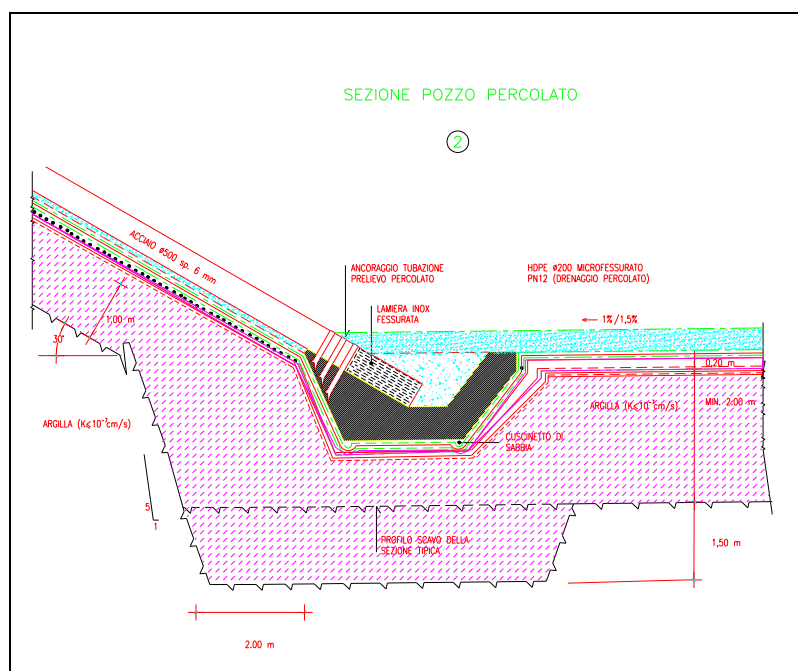 SEZIONE POZZO PERCOLATO
2
ACCIAIO ø500 sp. 6 mm
ANCORAGGIO TUBAZIONE
PRELIEVO PERCOLATO
HDPE ø200 MICROFESSURATO
PN12 (DRENAGGIO PERCOLATO)
LAMIERA INOX
FESSURATA
← 1%/1,5%
1,00 m
30°
0,20 m
MIN. 2.00 m
ARGILLA (K≤10⁻⁷cm/s)
ARGILLA (K≤10⁻⁷cm/s)
CUSCINETTO DI
SABBIA
5
1
PROFILO SCAVO DELLA
SEZIONE TIPICA
1,50 m
2.00 m